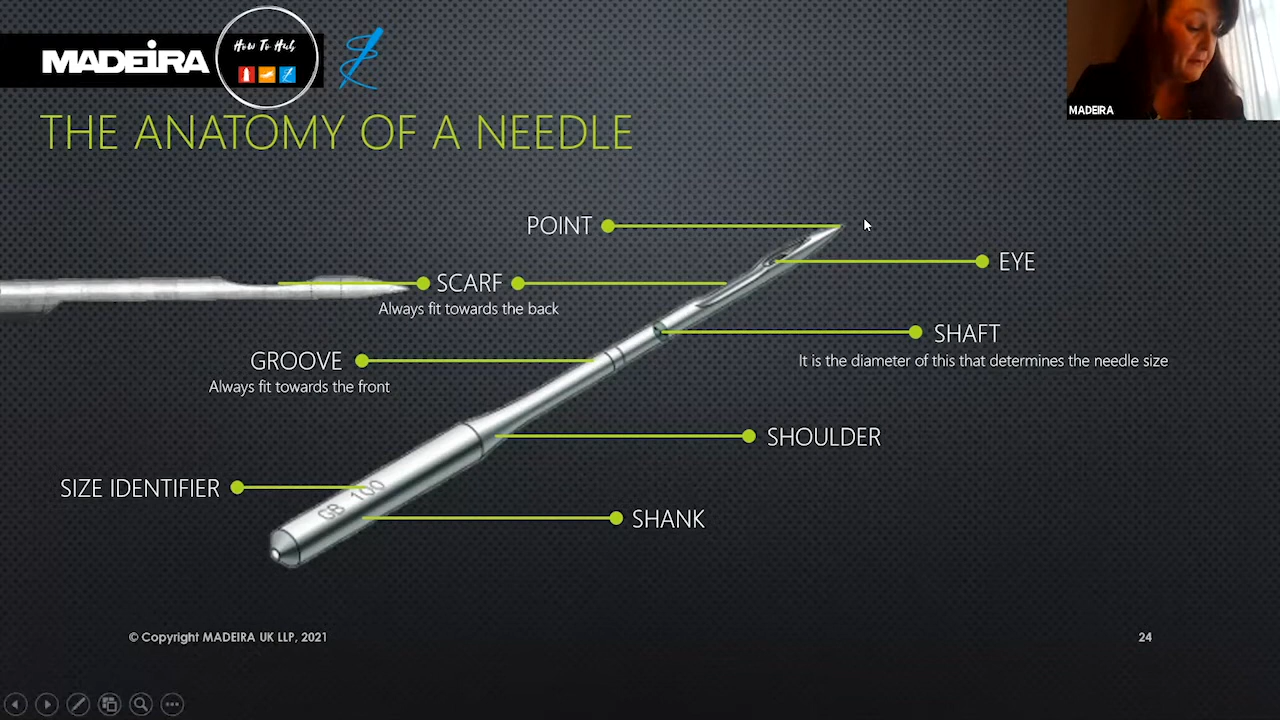 MADEIRA
How To Hub
MADEIRA
THE ANATOMY OF A NEEDLE
POINT
EYE
SCARF
Always fit towards the back
SHAFT
It is the diameter of this that determines the needle size
GROOVE
Always fit towards the front
SHOULDER
SIZE IDENTIFIER
GB 100
SHANK
© Copyright MADEIRA UK LLP, 2021
24